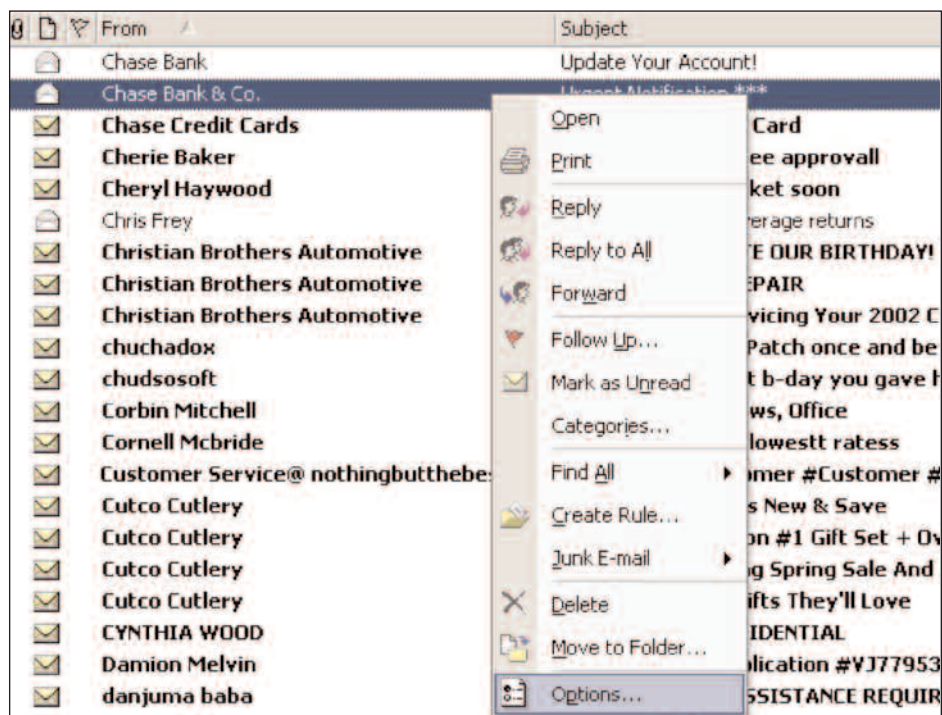 From Subject
Chase Bank Update Your Account!
Chase Bank & Co. Urgent Notification ***
Chase Credit Cards Card
Cherie Baker ee approvall
Cheryl Haywood ket soon
Chris Frey erage returns
Christian Brothers Automotive E OUR BIRTHDAY!
Christian Brothers Automotive EPAIR
Christian Brothers Automotive vicing Your 2002 C
chuchadox Patch once and be
chudsosoft t b-day you gave h
Corbin Mitchell ws, Office
Cornell Mcbride lowestt ratess
Customer Service@ nothingbutthebes omer #Customer #
Cutco Cutlery s New & Save
Cutco Cutlery on #1 Gift Set + Ov
Cutco Cutlery ng Spring Sale And
Cutco Cutlery ifts They'll Love
CYNTHIA WOOD IDENTIAL
Damion Melvin plication #VJ77953
danjuma baba SSISTANCE REQUIR
Open
Print
Reply
Reply to All
Forward
Follow Up...
Mark as Unread
Categories...
Find All
Create Rule...
Junk E-mail
Delete
Move to Folder...
Options...